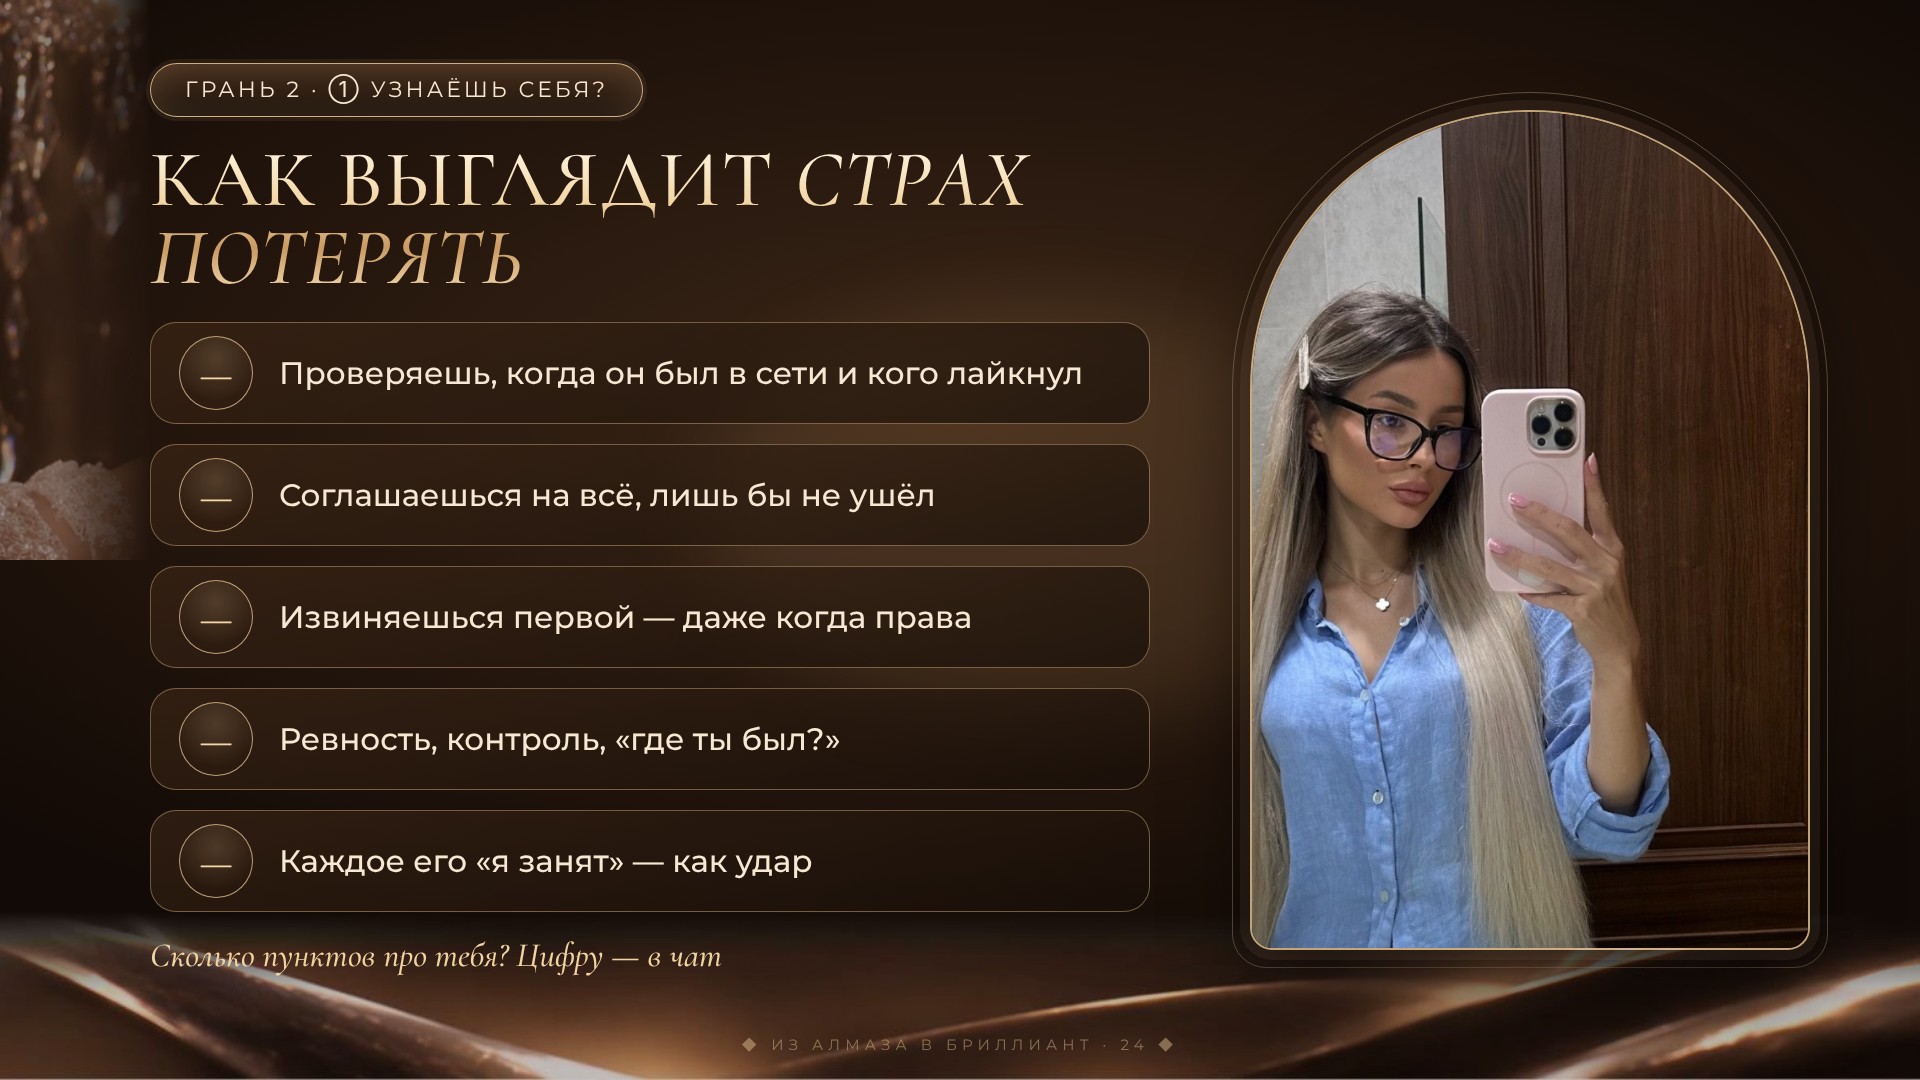 ГРАНЬ 2 · ① УЗНАЁШЬ СЕБЯ?
КАК ВЫГЛЯДИТ СТРАХ
ПОТЕРЯТЬ
— Проверяешь, когда он был в сети и кого лайкнул
— Соглашаешься на всё, лишь бы не ушёл
— Извиняешься первой — даже когда права
— Ревность, контроль, «где ты был?»
— Каждое его «я занят» — как удар
Сколько пунктов про тебя? Цифру — в чат
◆ ИЗ АЛМАЗА В БРИЛЛИАНТ · 24 ◆